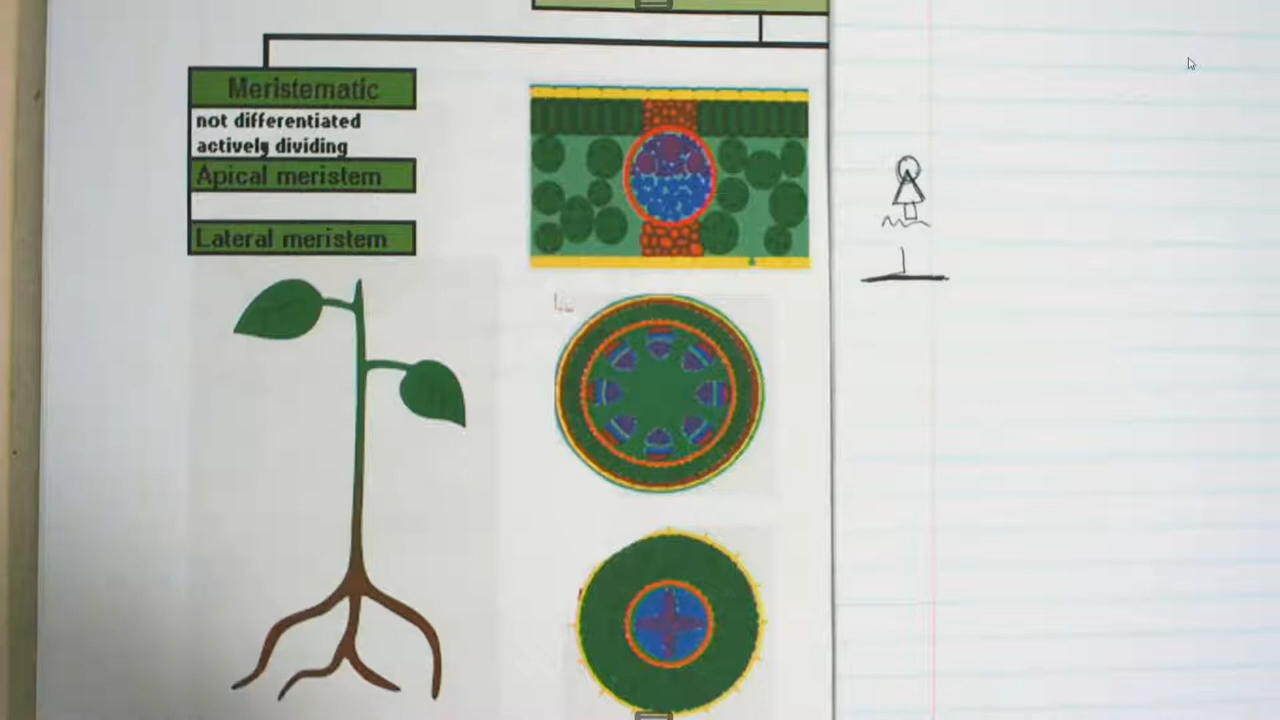 Meristematic
not differentiated
actively dividing
Apical meristem
Lateral meristem